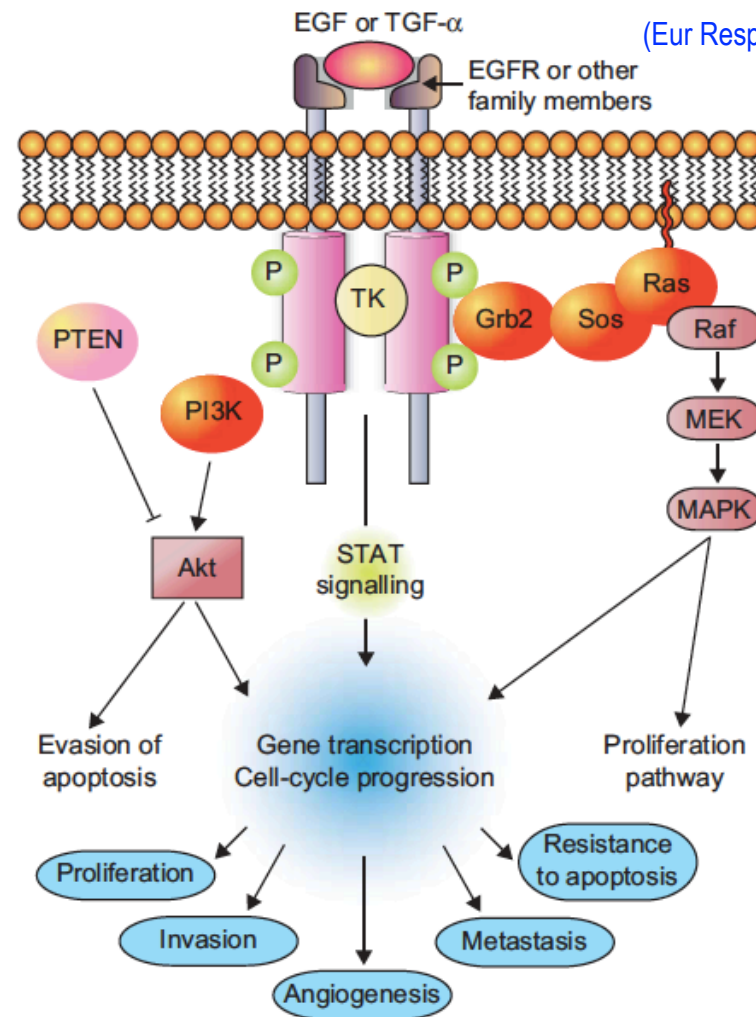 EGF or TGF-α
(Eur Resp
EGFR or other
family members
P
P
TK
Grb2
Sos
Ras
Raf
PTEN
P
P
PI3K
MEK
MAPK
Akt
STAT
signalling
Evasion of
apoptosis
Gene transcription
Cell-cycle progression
Proliferation
pathway
Proliferation
Resistance
to apoptosis
Invasion
Metastasis
Angiogenesis